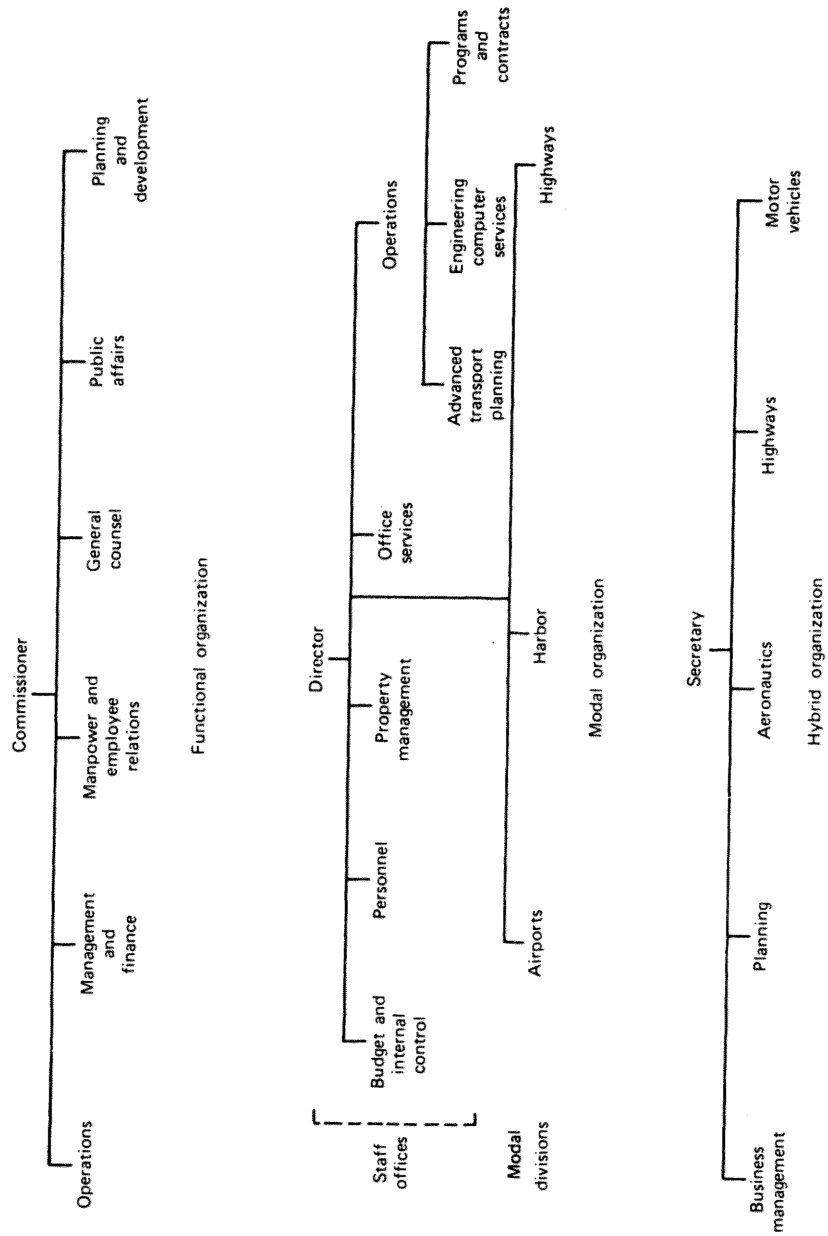 Commissioner
Operations
Management
and
finance
Manpower and
employee
relations
General
counsel
Public
affairs
Planning
and
development
Functional organization
Director
Staff
offices
Budget and
internal
control
Personnel
Property
management
Office
services
Operations
Advanced
transport
planning
Engineering
computer
services
Programs
and
contracts
Modal
divisions
Airports
Harbor
Highways
Modal organization
Secretary
Business
management
Planning
Aeronautics
Highways
Motor
vehicles
Hybrid organization